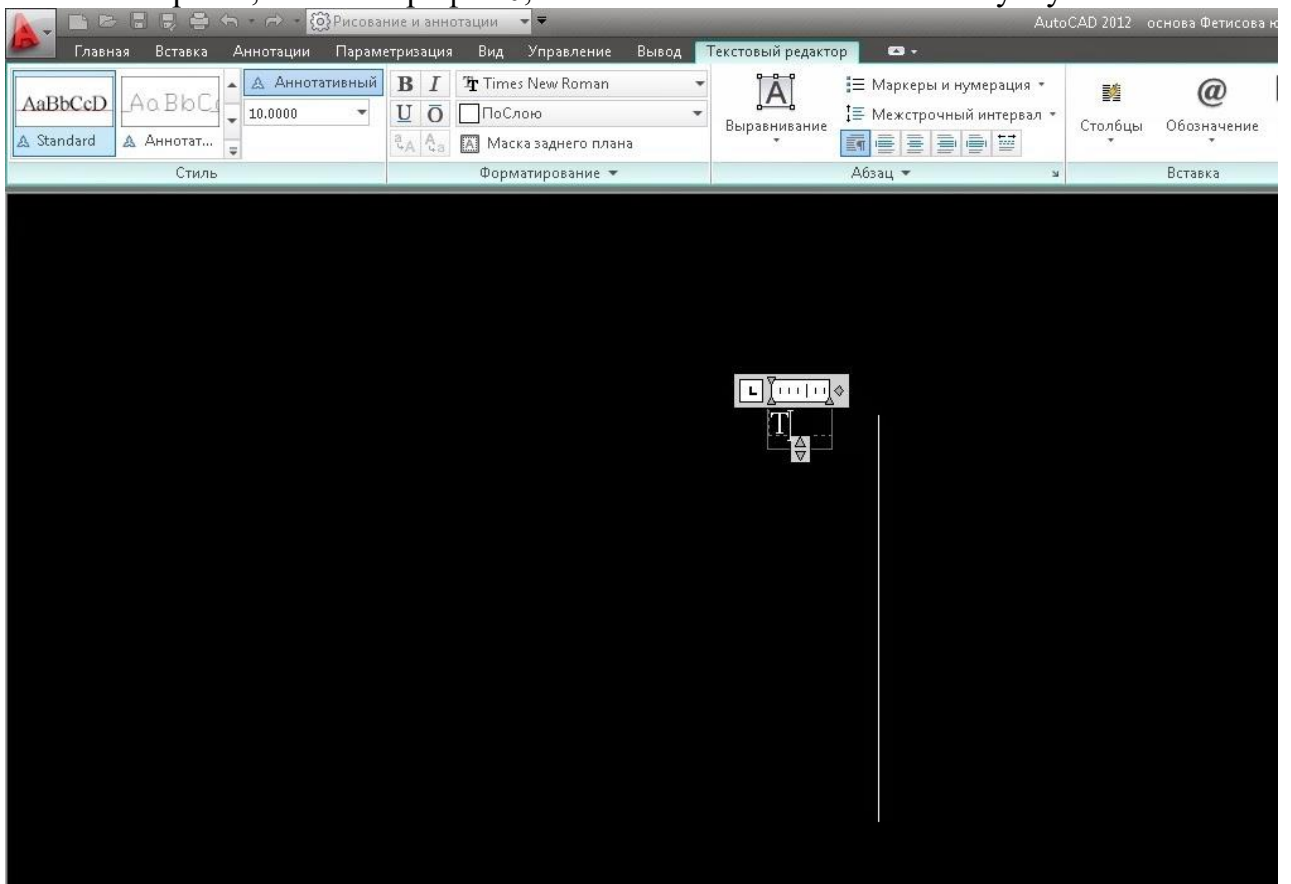 Рисование и аннотации
AutoCAD 2012 основа Фетисова
Главная Вставка Аннотации Параметризация Вид Управление Вывод Текстовый редактор
AaBbCcD AaBbC Аннотативный B I Times New Roman Маркеры и нумерация
10.0000 U O ПоСлою Межстрочный интервал
Выравнивание Столбцы Обозначение
Standard Аннотат... Маска заднего плана
Стиль Форматирование Абзац Вставка
T